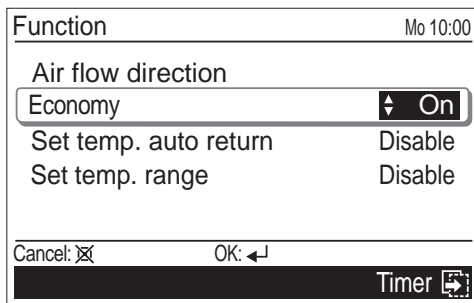 Function Mo 10:00
Air flow direction
Economy On
Set temp. auto return Disable
Set temp. range Disable
Cancel: OK:
Timer